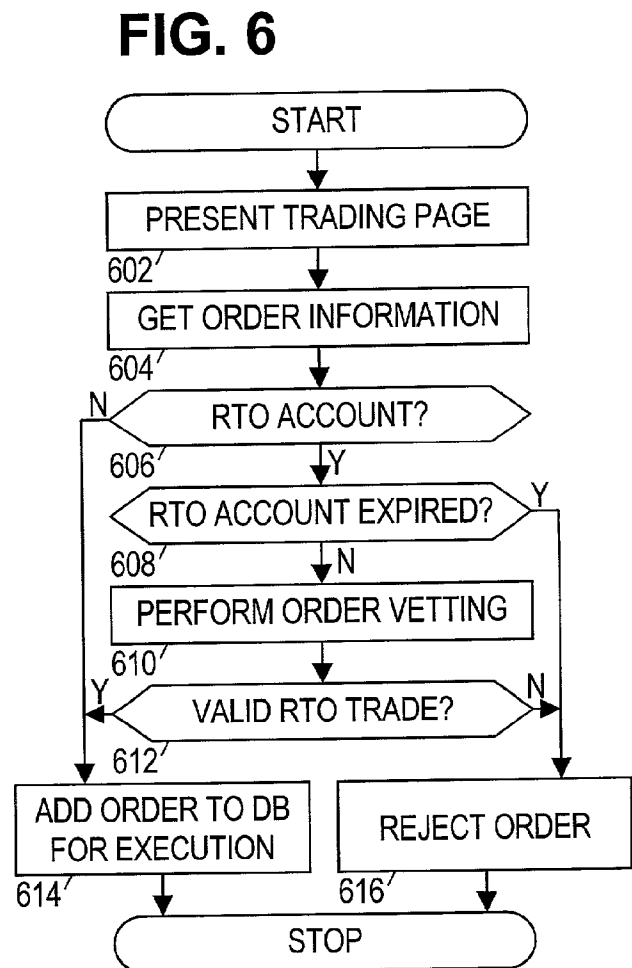 FIG. 6
START
PRESENT TRADING PAGE
602
GET ORDER INFORMATION
604
N
RTO ACCOUNT?
606
Y
RTO ACCOUNT EXPIRED?
Y
608
N
PERFORM ORDER VETTING
610
Y
VALID RTO TRADE?
N
612
ADD ORDER TO DB
FOR EXECUTION
614
REJECT ORDER
616
STOP